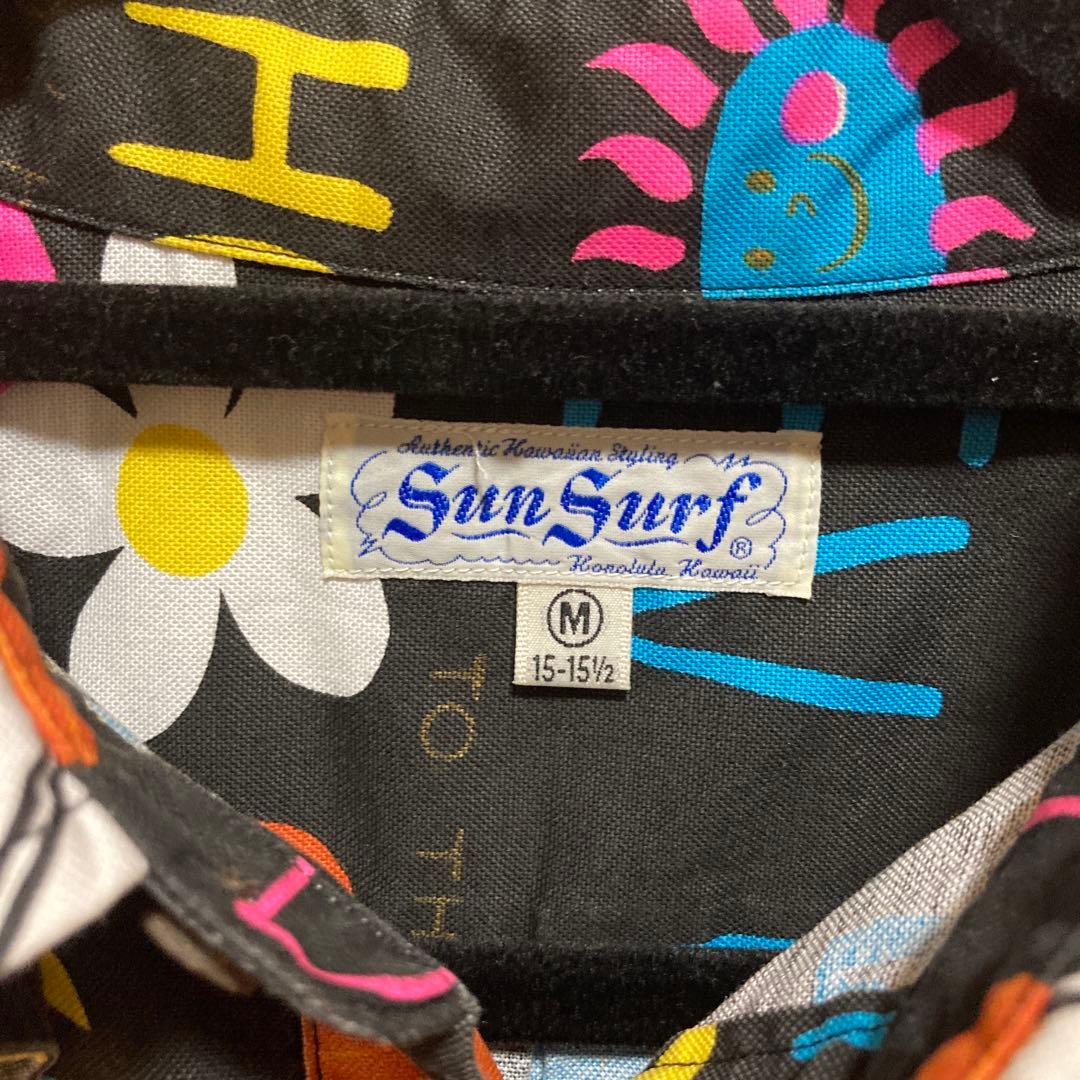 H
Authentic Hawaiian Styling
Sun Surf ®
Honolulu Hawaii
M
15-15½
TO TH